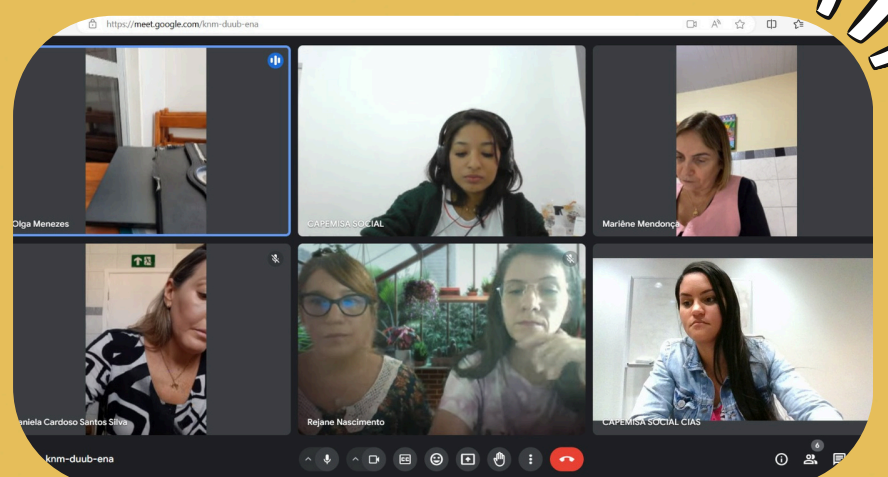 https://meet.google.com/knm-duub-ena
Olga Menezes
CAPEMISA SOCIAL
Mariêne Mendonça
aniela Cardoso Santos Silva
Rejane Nascimento
CAPEMISA SOCIAL CIAS
knm-duub-ena
6